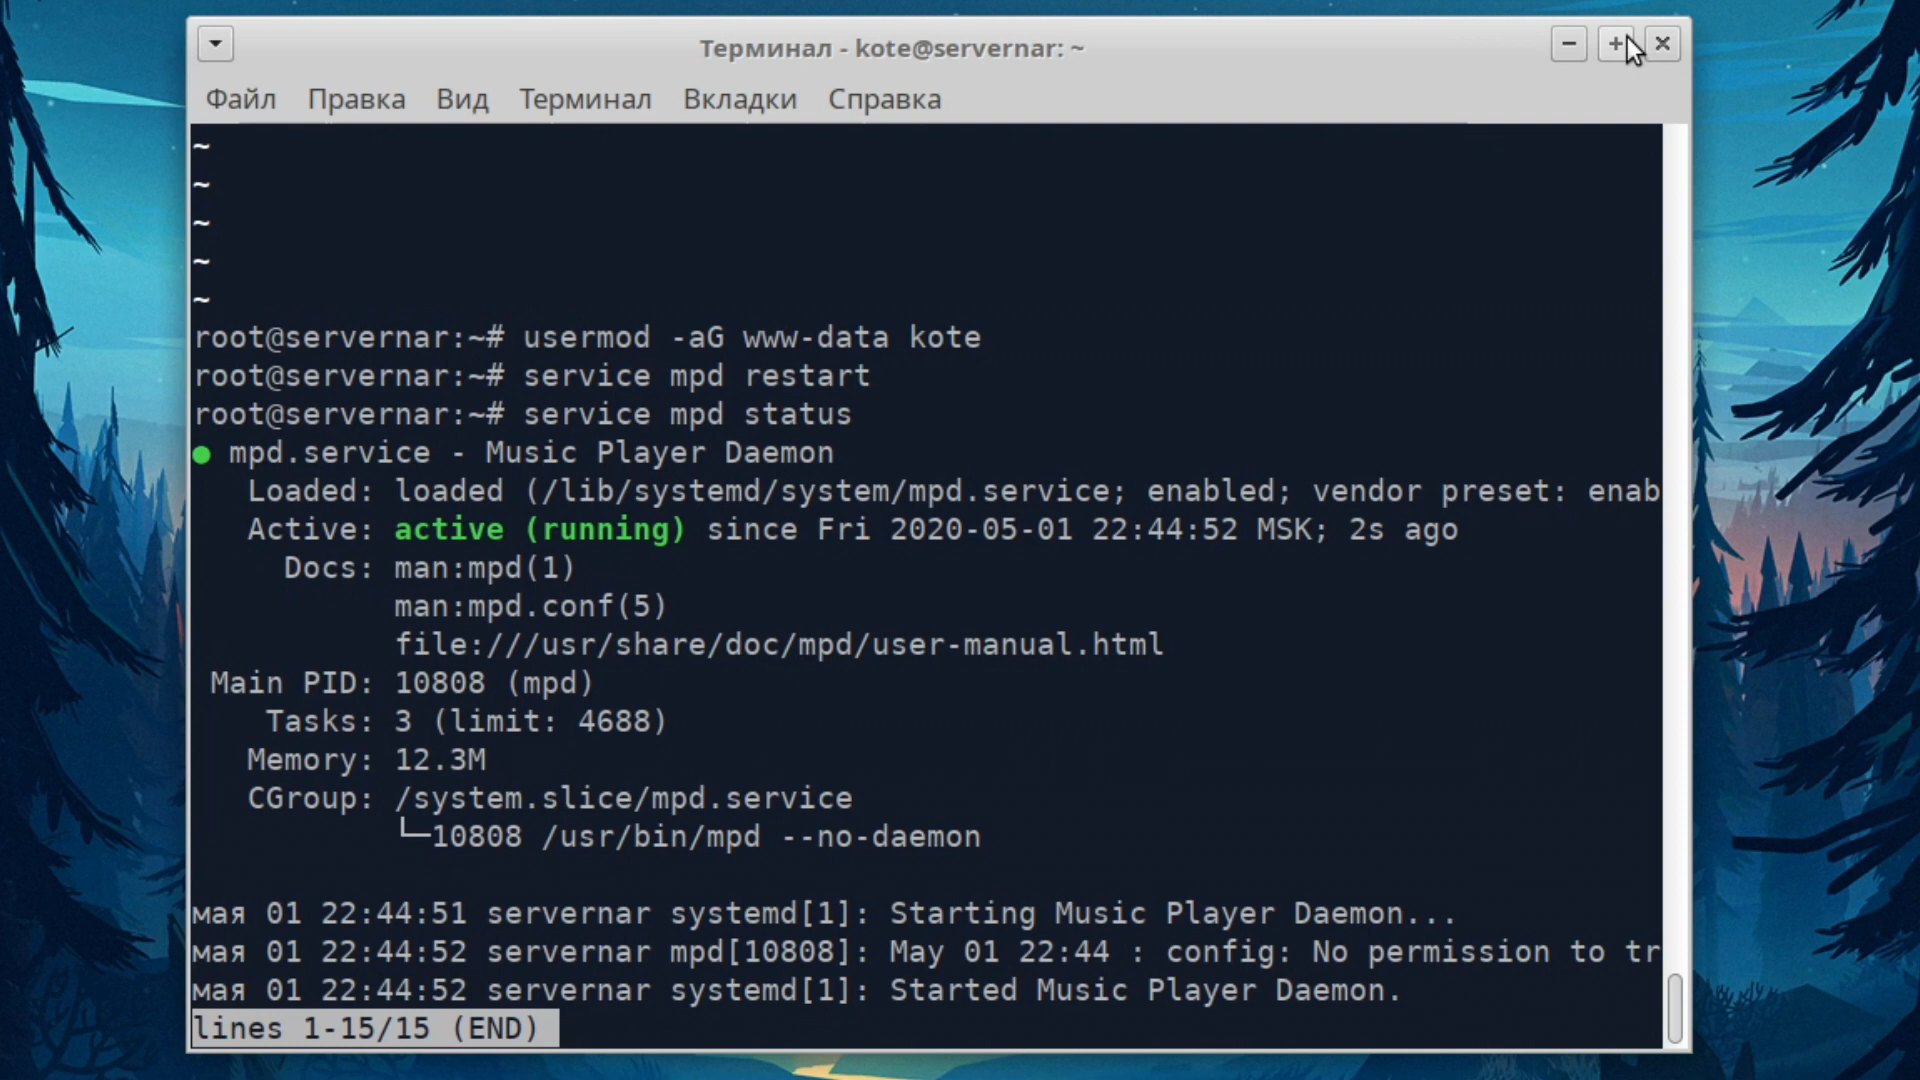 Терминал - kote@servernar: ~
Файл Правка Вид Терминал Вкладки Справка
~
~
~
~
~
root@servernar:~# usermod -aG www-data kote
root@servernar:~# service mpd restart
root@servernar:~# service mpd status
● mpd.service - Music Player Daemon
Loaded: loaded (/lib/systemd/system/mpd.service; enabled; vendor preset: enab
Active: active (running) since Fri 2020-05-01 22:44:52 MSK; 2s ago
Docs: man:mpd(1)
man:mpd.conf(5)
file:///usr/share/doc/mpd/user-manual.html
Main PID: 10808 (mpd)
Tasks: 3 (limit: 4688)
Memory: 12.3M
CGroup: /system.slice/mpd.service
└─10808 /usr/bin/mpd --no-daemon
мая 01 22:44:51 servernar systemd[1]: Starting Music Player Daemon...
мая 01 22:44:52 servernar mpd[10808]: May 01 22:44 : config: No permission to tr
мая 01 22:44:52 servernar systemd[1]: Started Music Player Daemon.
lines 1-15/15 (END)